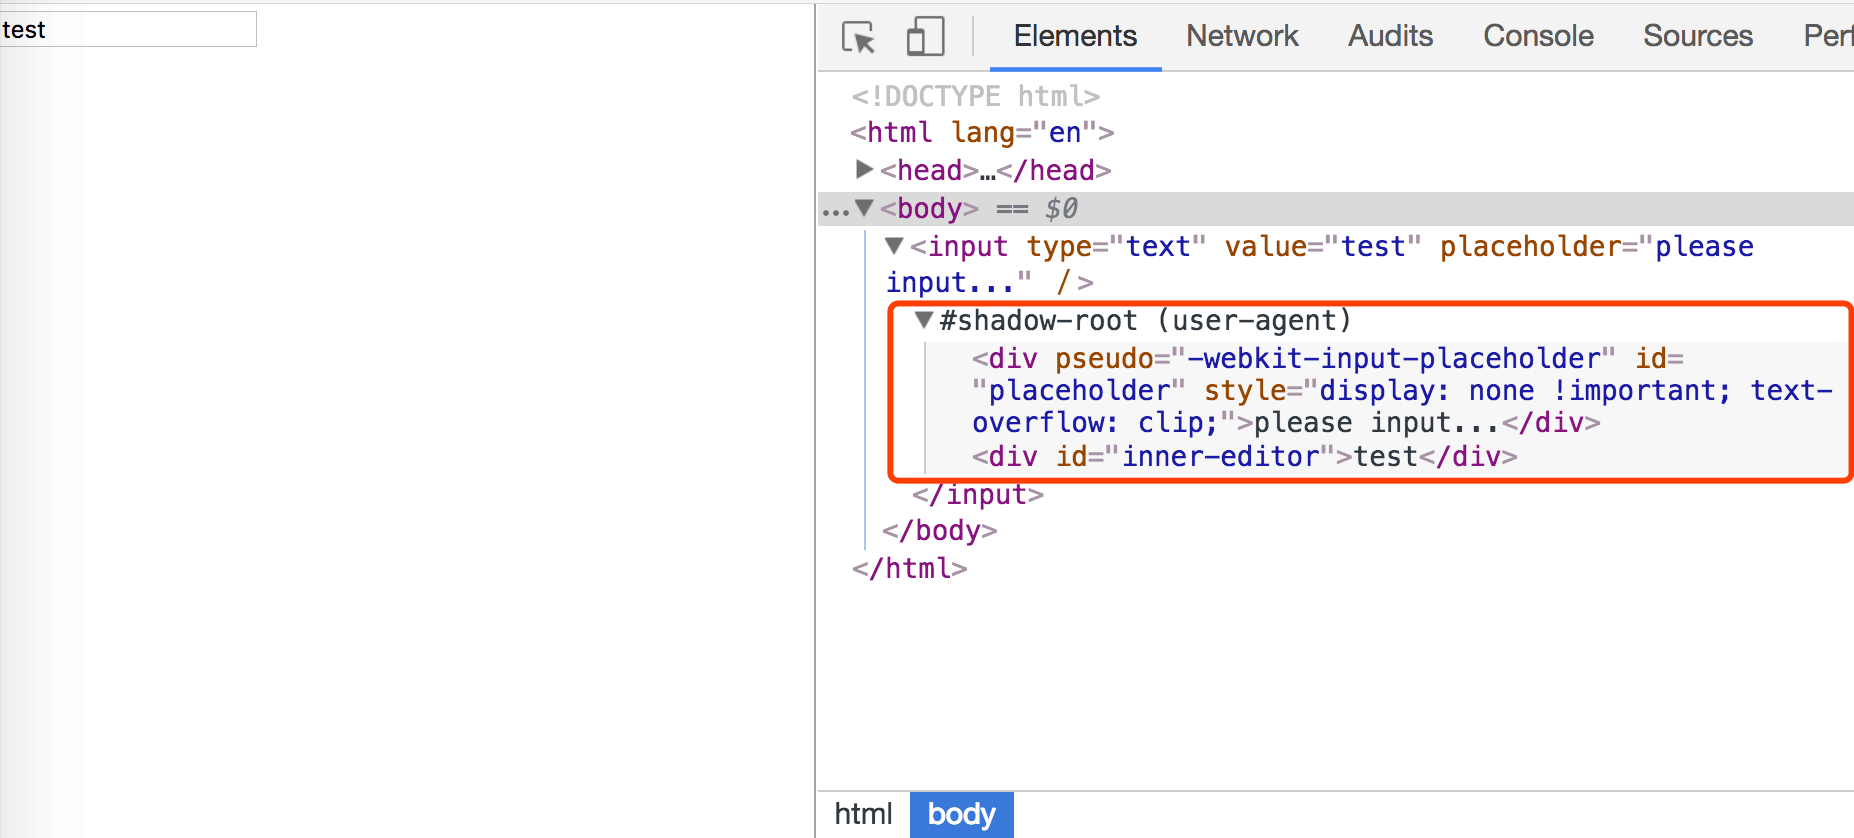 test
Elements Network Audits Console Sources Perf
<!DOCTYPE html>
<html lang="en">
<head>…</head>
... <body> == $0
<input type="text" value="test" placeholder="please
input..." />
#shadow-root (user-agent)
<div pseudo="-webkit-input-placeholder" id=
"placeholder" style="display: none !important; text-
overflow: clip;">please input...</div>
<div id="inner-editor">test</div>
</input>
</body>
</html>
html body